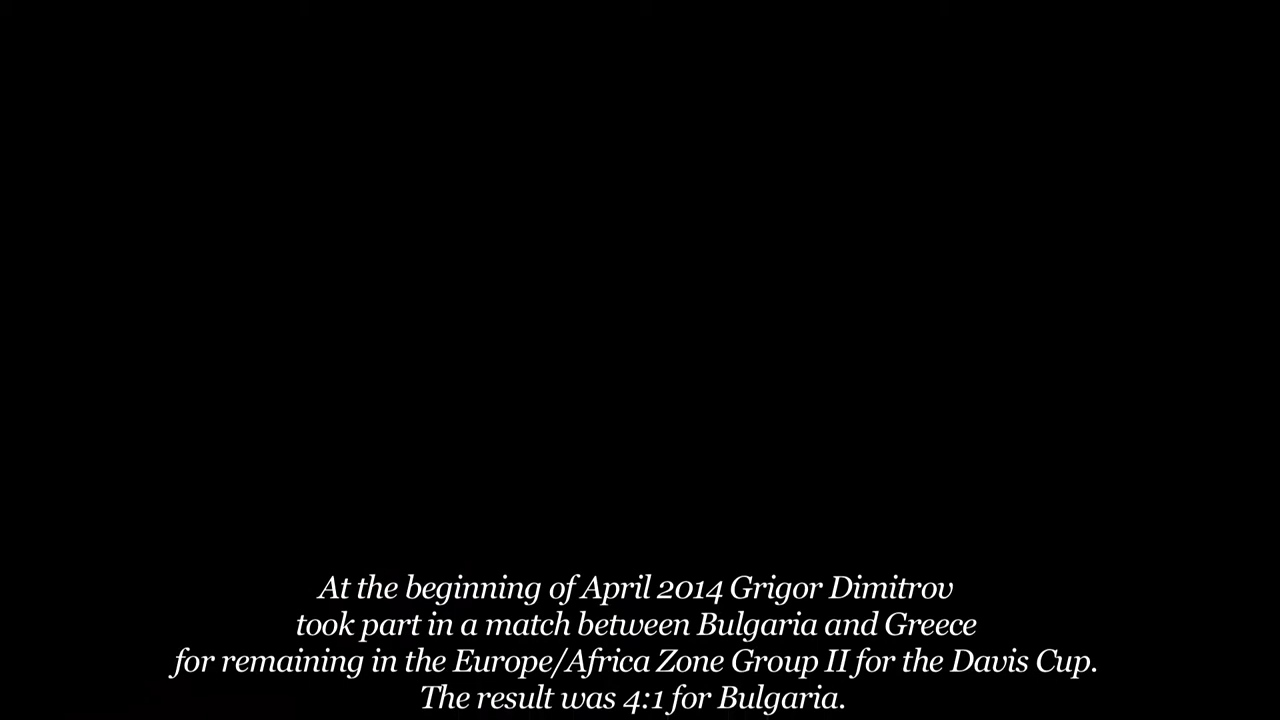 At the beginning of April 2014 Grigor Dimitrov
took part in a match between Bulgaria and Greece
for remaining in the Europe/Africa Zone Group II for the Davis Cup.
The result was 4:1 for Bulgaria.